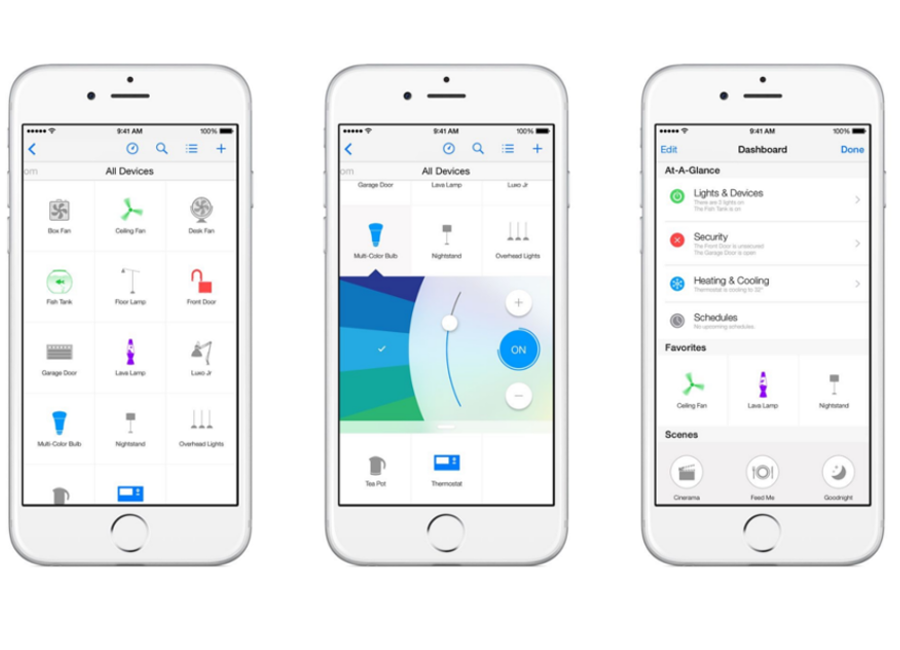 9:41 AM
100%
om
All Devices
Box Fan
Ceiling Fan
Desk Fan
Fish Tank
Floor Lamp
Front Door
Garage Door
Lava Lamp
Luxo Jr
Multi-Color Bulb
Nightstand
Overhead Lights
9:41 AM
100%
om
All Devices
Garage Door
Lava Lamp
Luxo Jr
Multi-Color Bulb
Nightstand
Overhead Lights
ON
Tea Pot
Thermostat
9:41 AM
100%
Edit
Dashboard
Done
At-A-Glance
Lights & Devices
There are 3 lights on
The Fish Tank is on
Security
The Front Door is unsecured
The Garage Door is open
Heating & Cooling
Thermostat is cooling to 32°
Schedules
No upcoming schedules.
Favorites
Ceiling Fan
Lava Lamp
Nightstand
Scenes
Cinerama
Feed Me
Goodnight